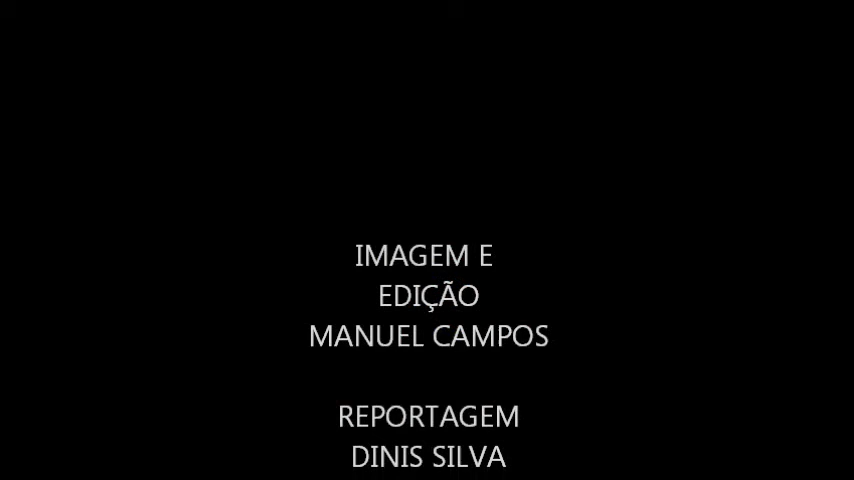 IMAGEM E
EDIÇÃO
MANUEL CAMPOS
REPORTAGEM
DINIS SILVA